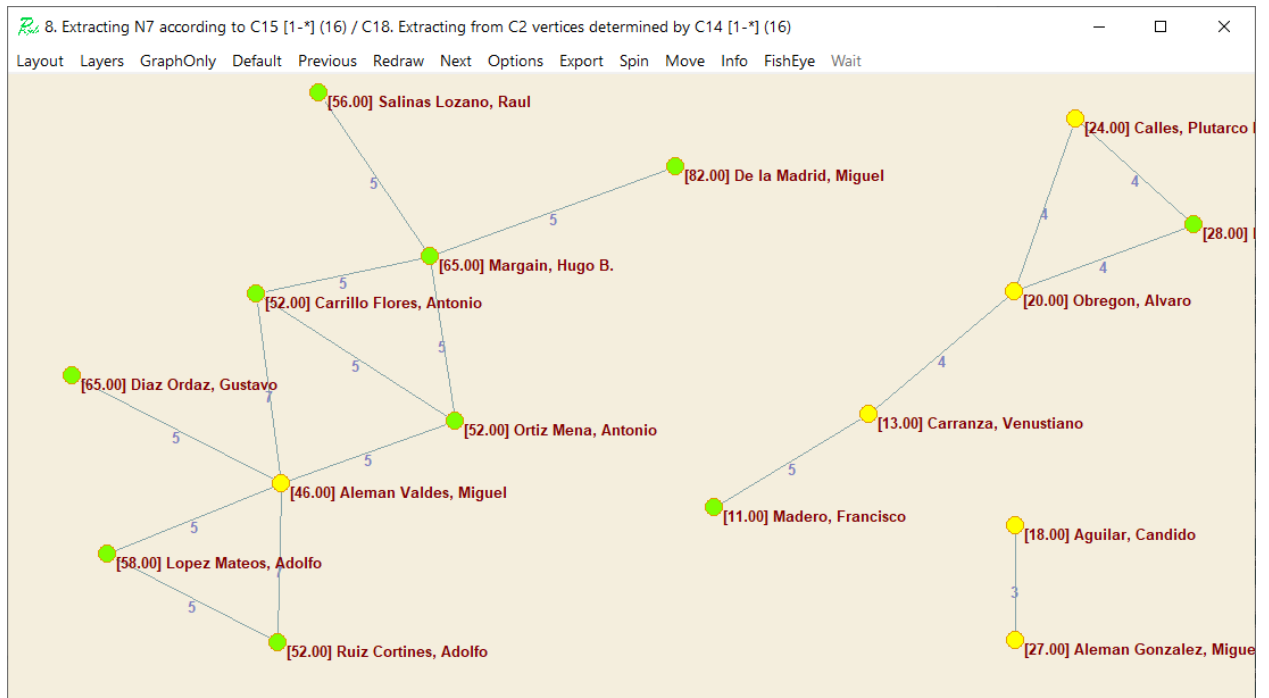 8. Extracting N7 according to C15 [1-*] (16) / C18. Extracting from C2 vertices determined by C14 [1-*] (16)
Layout Layers GraphOnly Default Previous Redraw Next Options Export Spin Move Info FishEye Wait
[56.00] Salinas Lozano, Raul
[24.00] Calles, Plutarco
5
[82.00] De la Madrid, Miguel
4
4
5
[28.00]
[65.00] Margain, Hugo B.
4
5
[52.00] Carrillo Flores, Antonio
[20.00] Obregon, Alvaro
5
5
4
[65.00] Diaz Ordaz, Gustavo
7
[13.00] Carranza, Venustiano
[52.00] Ortiz Mena, Antonio
5
5
5
[46.00] Aleman Valdes, Miguel
[11.00] Madero, Francisco
5
[18.00] Aguilar, Candido
[58.00] Lopez Mateos, Adolfo
7
3
5
[52.00] Ruiz Cortines, Adolfo
[27.00] Aleman Gonzalez, Migue